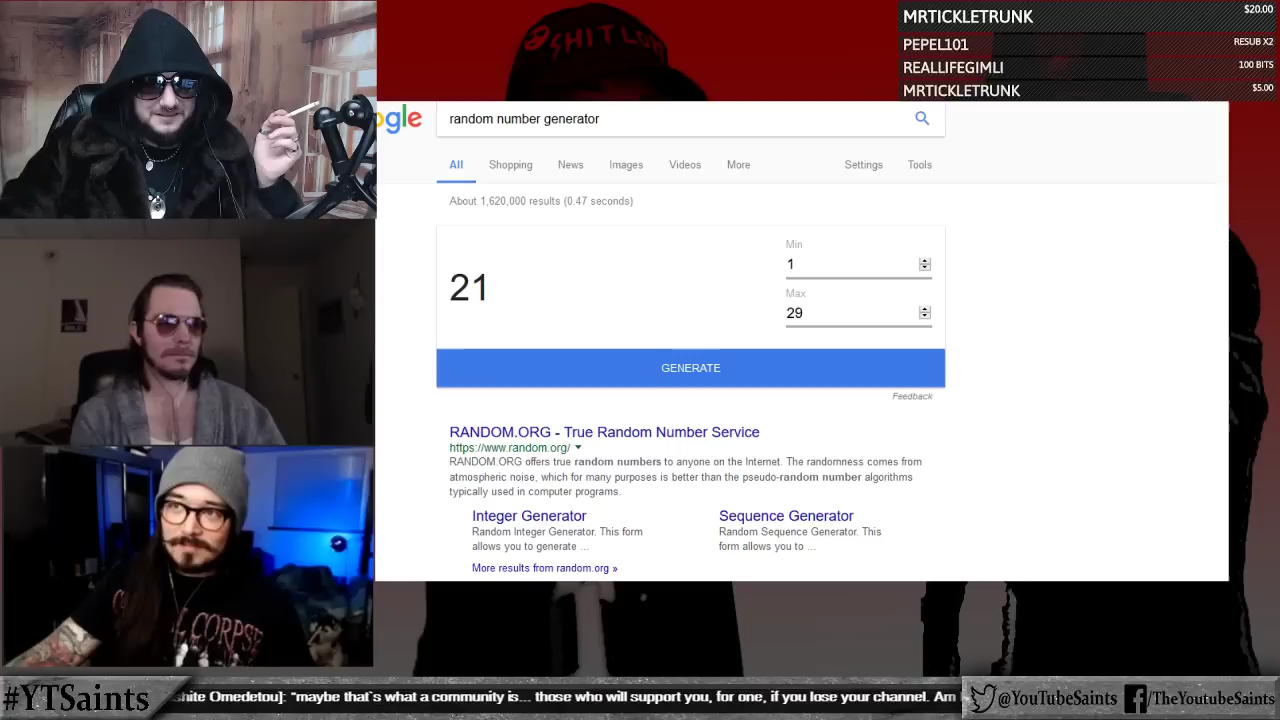 SHITLOR
MRTICKLETRUNK $20.00
PEPEL101 RESUB X2
REALLIFEGIMLI 100 BITS
MRTICKLETRUNK $5.00
ogle random number generator
All Shopping News Images Videos More Settings Tools
About 1,620,000 results (0.47 seconds)
Min
1
21
Max
29
GENERATE
Feedback
RANDOM.ORG - True Random Number Service
https://www.random.org/
RANDOM.ORG offers true random numbers to anyone on the Internet. The randomness comes from
atmospheric noise, which for many purposes is better than the pseudo-random number algorithms
typically used in computer programs.
Integer Generator Sequence Generator
Random Integer Generator. This form Random Sequence Generator. This
allows you to generate ... form allows you to ...
More results from random.org »
CORPSE
#YTSaints shite Omedetou]: "maybe that`s what a community is... those who will support you, for one, if you lose your channel. Am @YouTubeSaints /TheYoutubeSaints